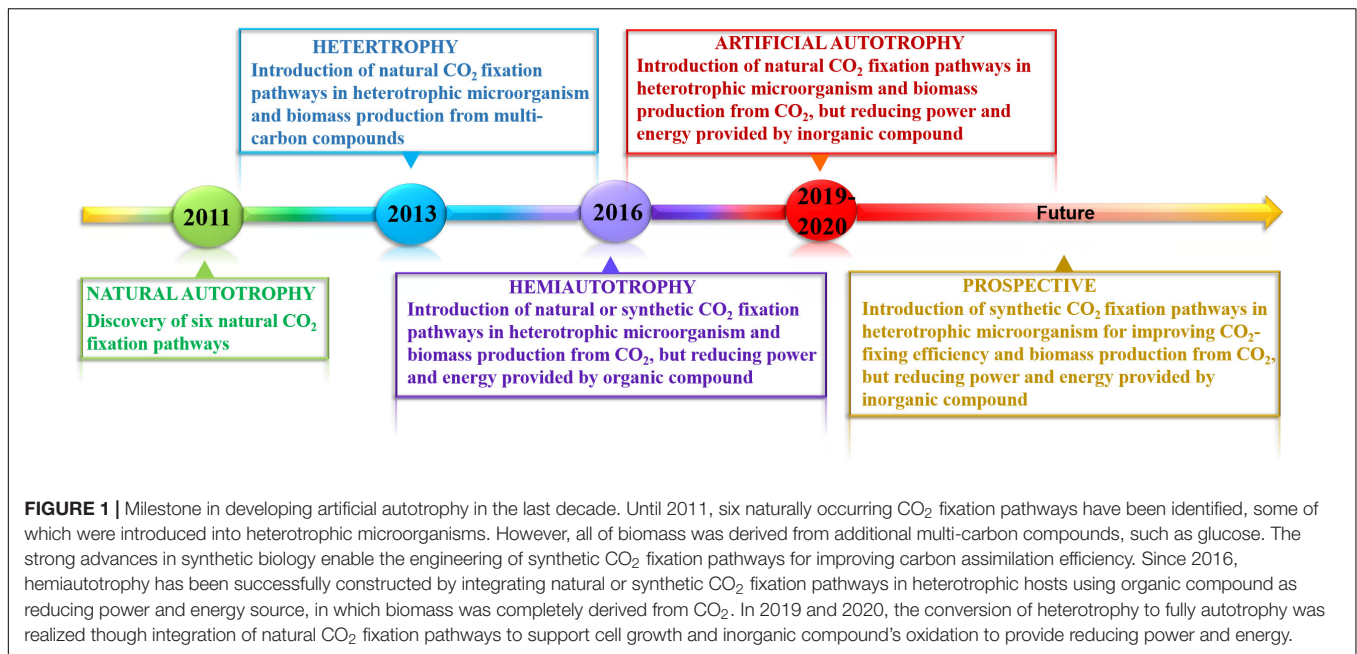 HETERTROPHY
Introduction of natural CO₂ fixation
pathways in heterotrophic microorganism
and biomass production from multi-
carbon compounds
ARTIFICIAL AUTOTROPHY
Introduction of natural CO₂ fixation pathways in
heterotrophic microorganism and biomass
production from CO₂, but reducing power and
energy provided by inorganic compound
2011
2013
2016
2019-
2020
Future
NATURAL AUTOTROPHY
Discovery of six natural CO₂
fixation pathways
HEMIAUTOTROPHY
Introduction of natural or synthetic CO₂ fixation
pathways in heterotrophic microorganism and
biomass production from CO₂, but reducing power
and energy provided by organic compound
PROSPECTIVE
Introduction of synthetic CO₂ fixation pathways in
heterotrophic microorganism for improving CO₂-
fixing efficiency and biomass production from CO₂,
but reducing power and energy provided by
inorganic compound
FIGURE 1 | Milestone in developing artificial autotrophy in the last decade. Until 2011, six naturally occurring CO₂ fixation pathways have been identified, some of
which were introduced into heterotrophic microorganisms. However, all of biomass was derived from additional multi-carbon compounds, such as glucose. The
strong advances in synthetic biology enable the engineering of synthetic CO₂ fixation pathways for improving carbon assimilation efficiency. Since 2016,
hemiautotrophy has been successfully constructed by integrating natural or synthetic CO₂ fixation pathways in heterotrophic hosts using organic compound as
reducing power and energy source, in which biomass was completely derived from CO₂. In 2019 and 2020, the conversion of heterotrophy to fully autotrophy was
realized though integration of natural CO₂ fixation pathways to support cell growth and inorganic compound's oxidation to provide reducing power and energy.